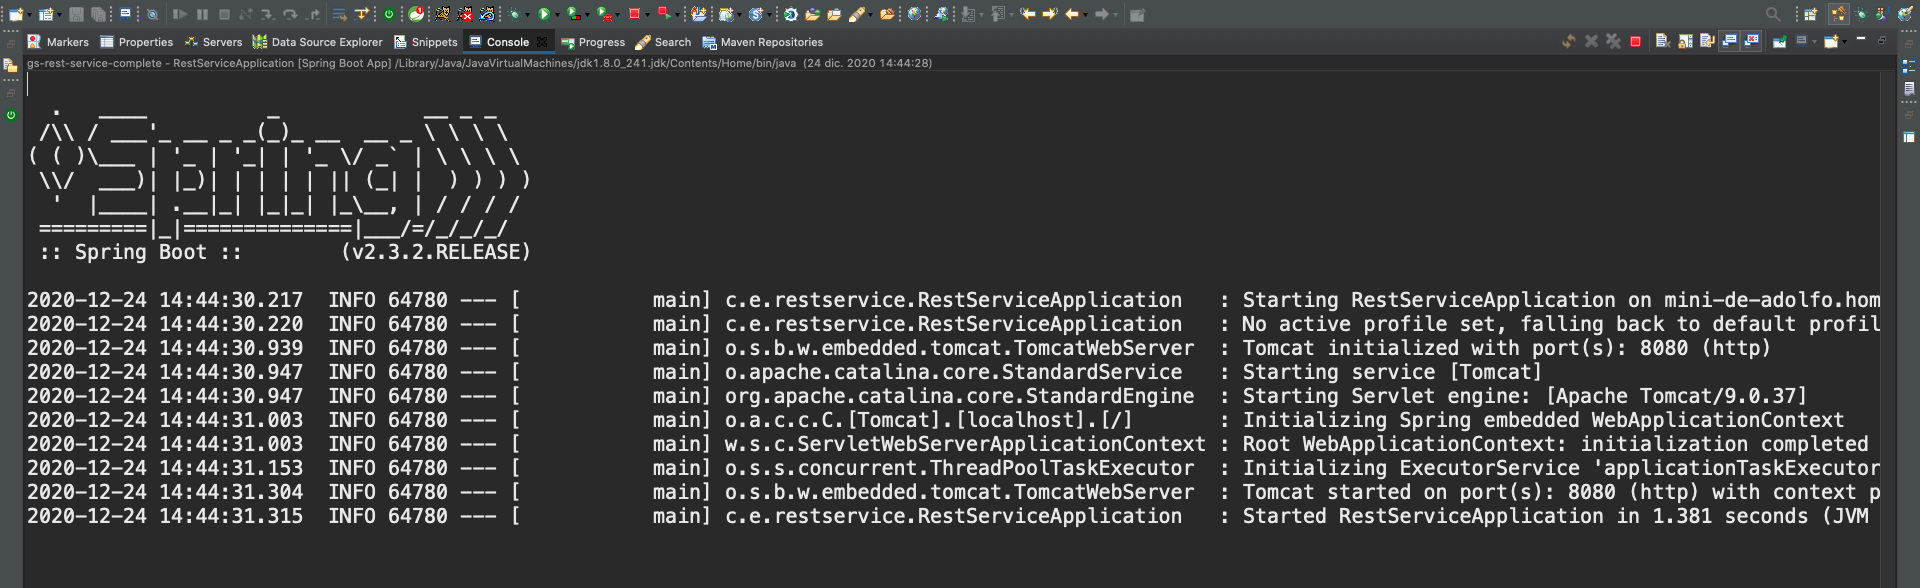 Markers Properties Servers Data Source Explorer Snippets Console Progress Search Maven Repositories
gs-rest-service-complete - RestServiceApplication [Spring Boot App] /Library/Java/JavaVirtualMachines/jdk1.8.0_241.jdk/Contents/Home/bin/java (24 dic. 2020 14:44:28)
  .   ____          _            __ _ _
 /\\ / ___'_ __ _ _(_)_ __  __ _ \ \ \ \
( ( )\___ | '_ | '_| | '_ \/ _` | \ \ \ \
 \\/  ___)| |_)| | | | | || (_| |  ) ) ) )
  '  |____| .__|_| |_|_| |_\__, | / / / /
 =========|_|==============|___/=/_/_/_/
 :: Spring Boot ::        (v2.3.2.RELEASE)
2020-12-24 14:44:30.217  INFO 64780 --- [           main] c.e.restservice.RestServiceApplication   : Starting RestServiceApplication on mini-de-adolfo.hom
2020-12-24 14:44:30.220  INFO 64780 --- [           main] c.e.restservice.RestServiceApplication   : No active profile set, falling back to default profil
2020-12-24 14:44:30.939  INFO 64780 --- [           main] o.s.b.w.embedded.tomcat.TomcatWebServer  : Tomcat initialized with port(s): 8080 (http)
2020-12-24 14:44:30.947  INFO 64780 --- [           main] o.apache.catalina.core.StandardService   : Starting service [Tomcat]
2020-12-24 14:44:30.947  INFO 64780 --- [           main] org.apache.catalina.core.StandardEngine  : Starting Servlet engine: [Apache Tomcat/9.0.37]
2020-12-24 14:44:31.003  INFO 64780 --- [           main] o.a.c.c.C.[Tomcat].[localhost].[/]       : Initializing Spring embedded WebApplicationContext
2020-12-24 14:44:31.003  INFO 64780 --- [           main] w.s.c.ServletWebServerApplicationContext : Root WebApplicationContext: initialization completed
2020-12-24 14:44:31.153  INFO 64780 --- [           main] o.s.s.concurrent.ThreadPoolTaskExecutor  : Initializing ExecutorService 'applicationTaskExecutor
2020-12-24 14:44:31.304  INFO 64780 --- [           main] o.s.b.w.embedded.tomcat.TomcatWebServer  : Tomcat started on port(s): 8080 (http) with context p
2020-12-24 14:44:31.315  INFO 64780 --- [           main] c.e.restservice.RestServiceApplication   : Started RestServiceApplication in 1.381 seconds (JVM